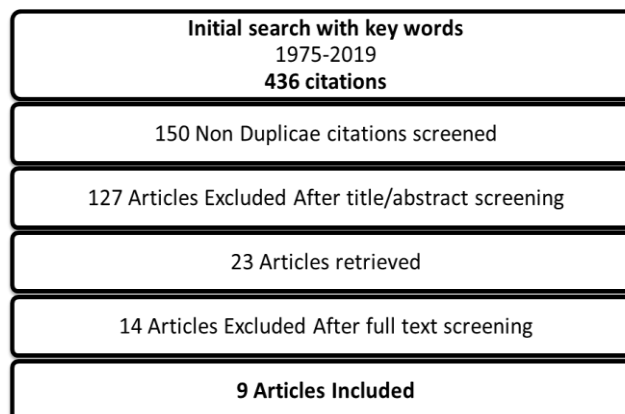 Initial search with key words
1975-2019
436 citations
150 Non Duplicae citations screened
127 Articles Excluded After title/abstract screening
23 Articles retrieved
14 Articles Excluded After full text screening
9 Articles Included